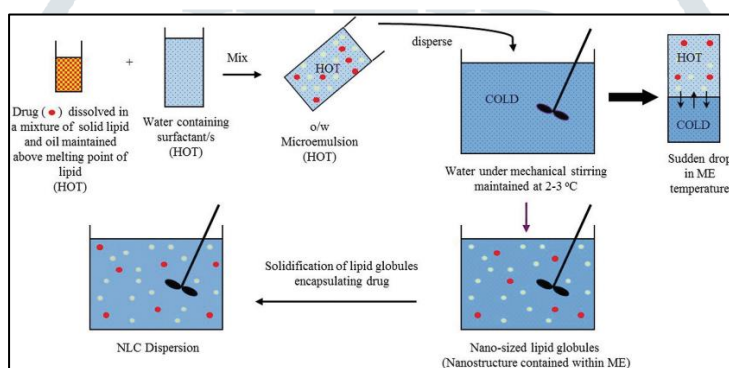 Drug ( ) dissolved in
a mixture of solid lipid
and oil maintained
above melting point of
lipid
(HOT)
+
Water containing
surfactant/s
(HOT)
Mix
HOT
o/w
Microemulsion
(HOT)
disperse
COLD
Water under mechanical stirring
maintained at 2-3 °C
HOT
COLD
Sudden drop
in ME
temperature
Nano-sized lipid globules
(Nanostructure contained within ME)
Solidification of lipid globules
encapsulating drug
NLC Dispersion